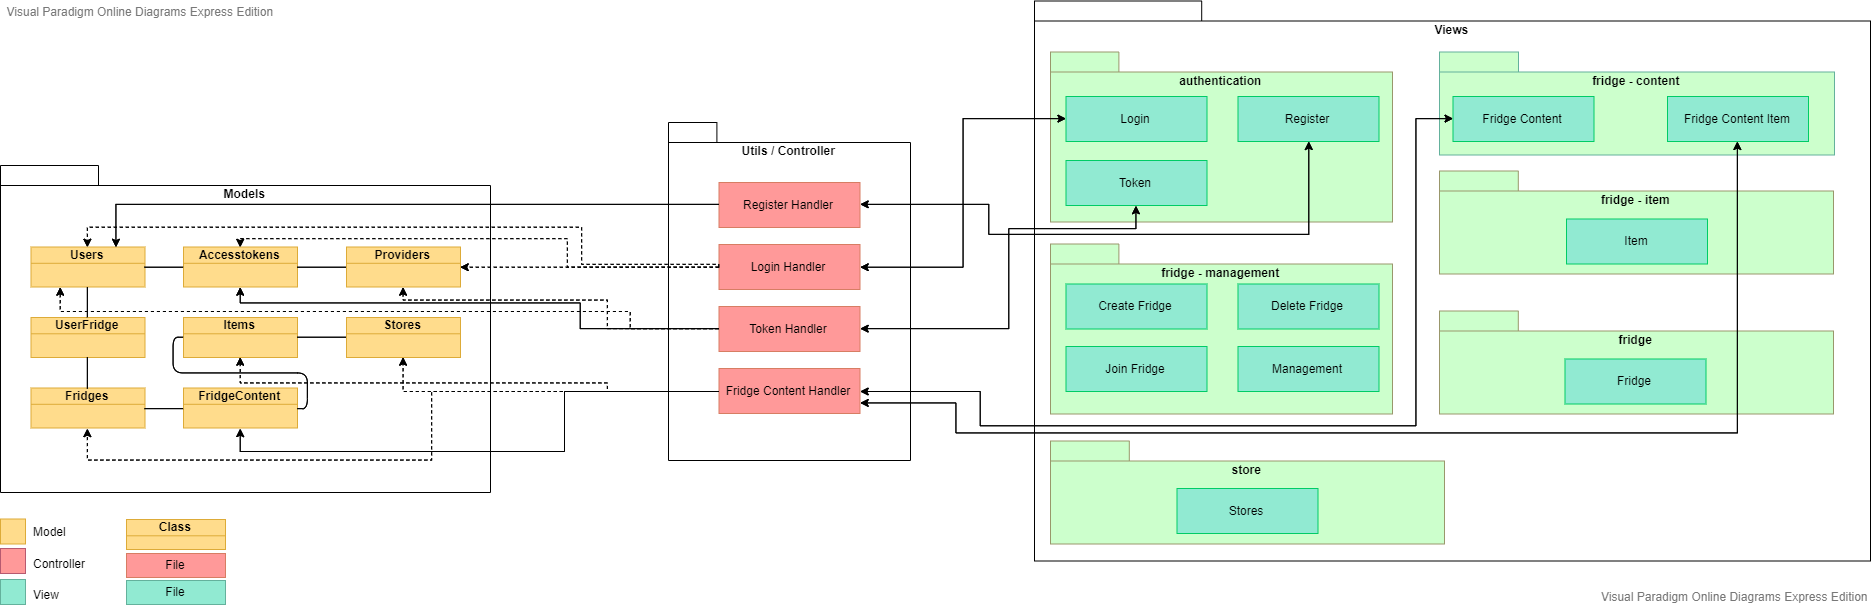 Visual Paradigm Online Diagrams Express Edition
Models
Users
Accesstokens
Providers
UserFridge
Items
Stores
Fridges
FridgeContent
Utils / Controller
Register Handler
Login Handler
Token Handler
Fridge Content Handler
Views
authentication
Login
Register
Token
fridge - management
Create Fridge
Delete Fridge
Join Fridge
Management
store
Stores
fridge - content
Fridge Content
Fridge Content Item
fridge - item
Item
fridge
Fridge
Model
Class
Controller
File
View
File
Visual Paradigm Online Diagrams Express Edition